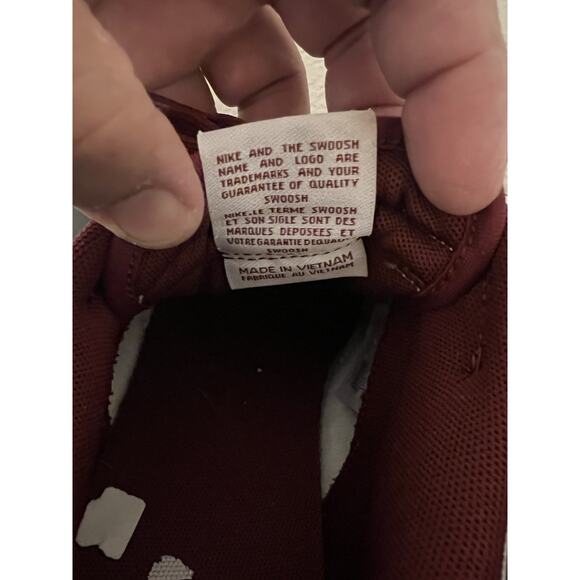 NIKE AND THE SWOOSH
NAME AND LOGO ARE
TRADEMARKS AND YOUR
GUARANTEE OF QUALITY
SWOOSH
NIKE.LE TERME SWOOSH
ET SON SIGLE SONT DES
MARQUES DEPOSEES ET
VOTRE GARANTIE DE QUALI
SWOOSH
MADE IN VIETNAM
FABRIQUE AU VIETNAM